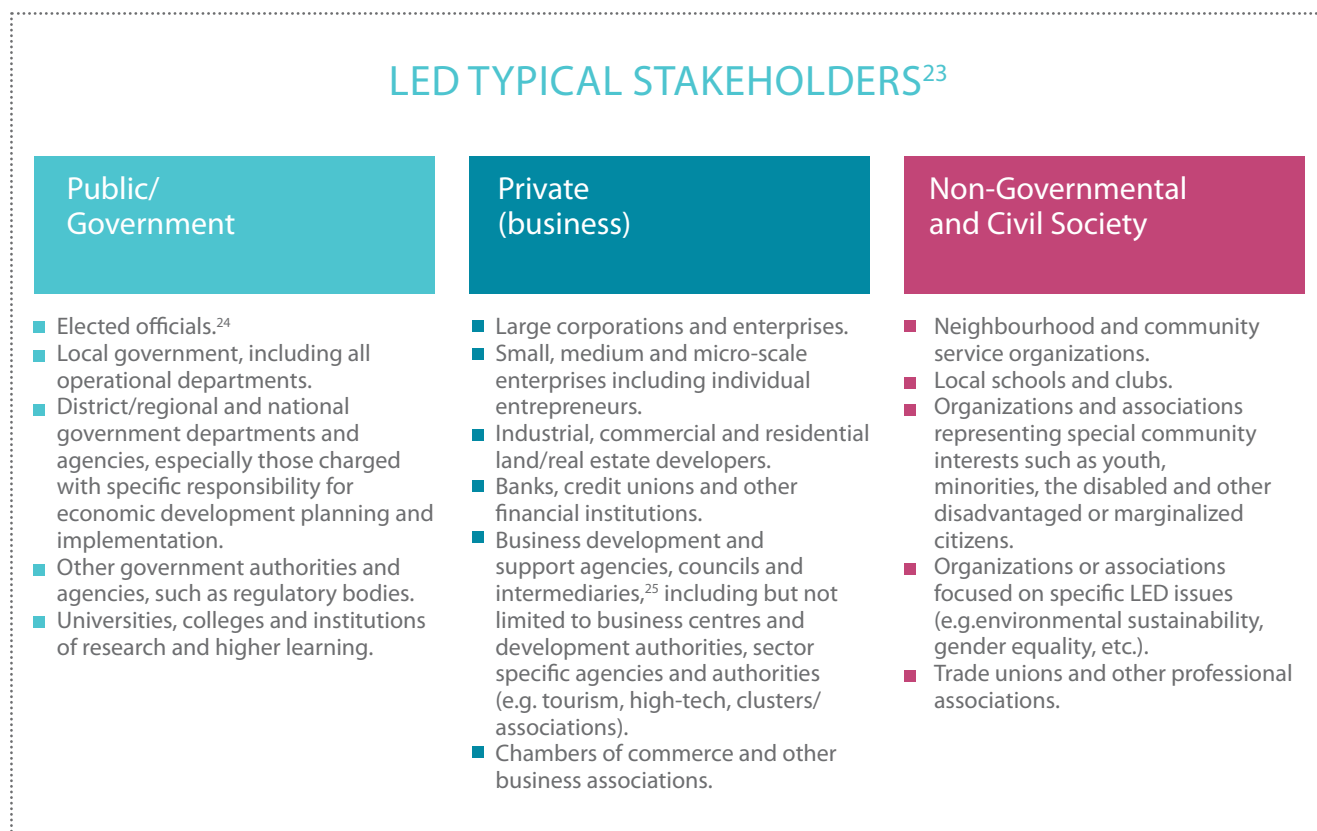 LED TYPICAL STAKEHOLDERS23
Public/
Government
Elected officials.24
Local government, including all
operational departments.
District/regional and national
government departments and
agencies, especially those charged
with specific responsibility for
economic development planning and
implementation.
Other government authorities and
agencies, such as regulatory bodies.
Universities, colleges and institutions
of research and higher learning.
Private
(business)
Large corporations and enterprises.
Small, medium and micro-scale
enterprises including individual
entrepreneurs.
Industrial, commercial and residential
land/real estate developers.
Banks, credit unions and other
financial institutions.
Business development and
support agencies, councils and
intermediaries,25 including but not
limited to business centres and
development authorities, sector
specific agencies and authorities
(e.g. tourism, high-tech, clusters/
associations).
Chambers of commerce and other
business associations.
Non-Governmental
and Civil Society
Neighbourhood and community
service organizations.
Local schools and clubs.
Organizations and associations
representing special community
interests such as youth,
minorities, the disabled and other
disadvantaged or marginalized
citizens.
Organizations or associations
focused on specific LED issues
(e.g.environmental sustainability,
gender equality, etc.).
Trade unions and other professional
associations.